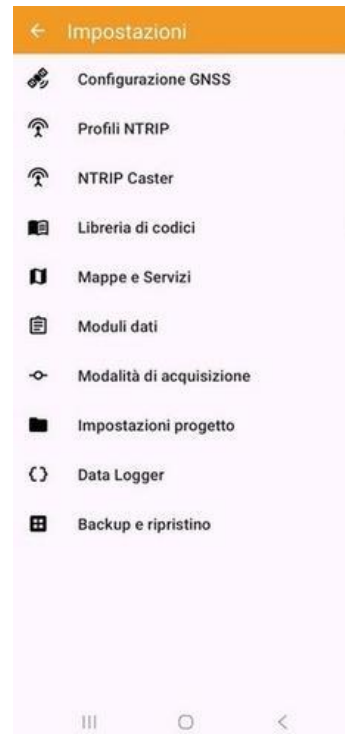 Impostazioni
Configurazione GNSS
Profili NTRIP
NTRIP Caster
Libreria di codici
Mappe e Servizi
Moduli dati
Modalità di acquisizione
Impostazioni progetto
Data Logger
Backup e ripristino